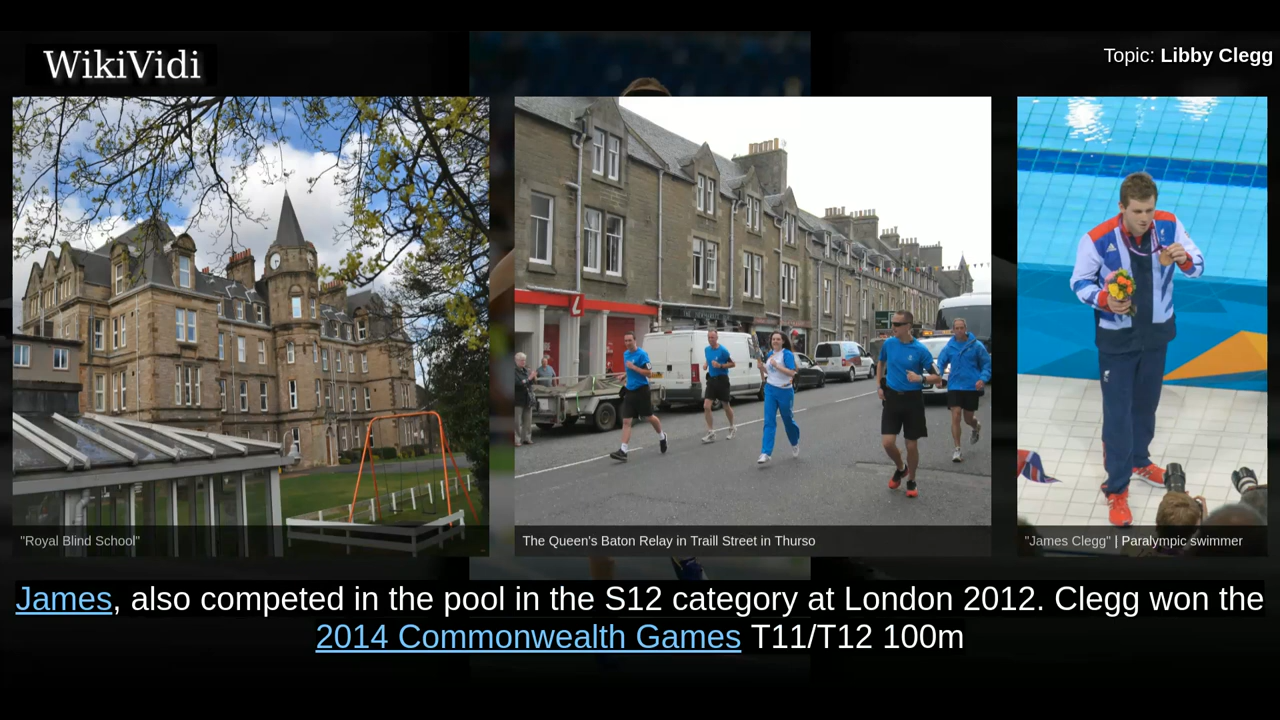 WikiVidi
Topic: Libby Clegg
"Royal Blind School"
The Queen's Baton Relay in Traill Street in Thurso
"James Clegg" | Paralympic swimmer
James, also competed in the pool in the S12 category at London 2012. Clegg won the
2014 Commonwealth Games T11/T12 100m